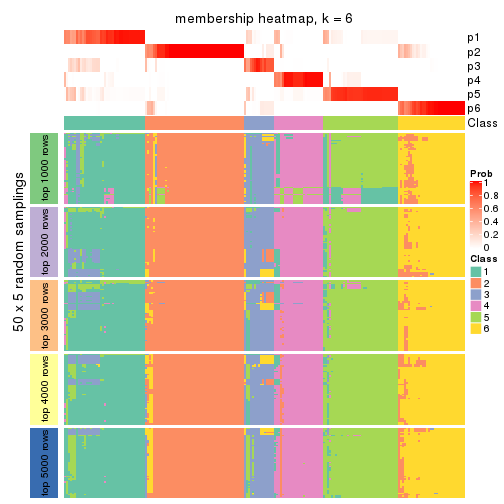 membership heatmap, k = 6
p1
p2
p3
p4
p5
p6
Class
50 x 5 random samplings
top 1000 rows
top 2000 rows
top 3000 rows
top 4000 rows
top 5000 rows
Prob
1
0.8
0.6
0.4
0.2
0
Class
1
2
3
4
5
6